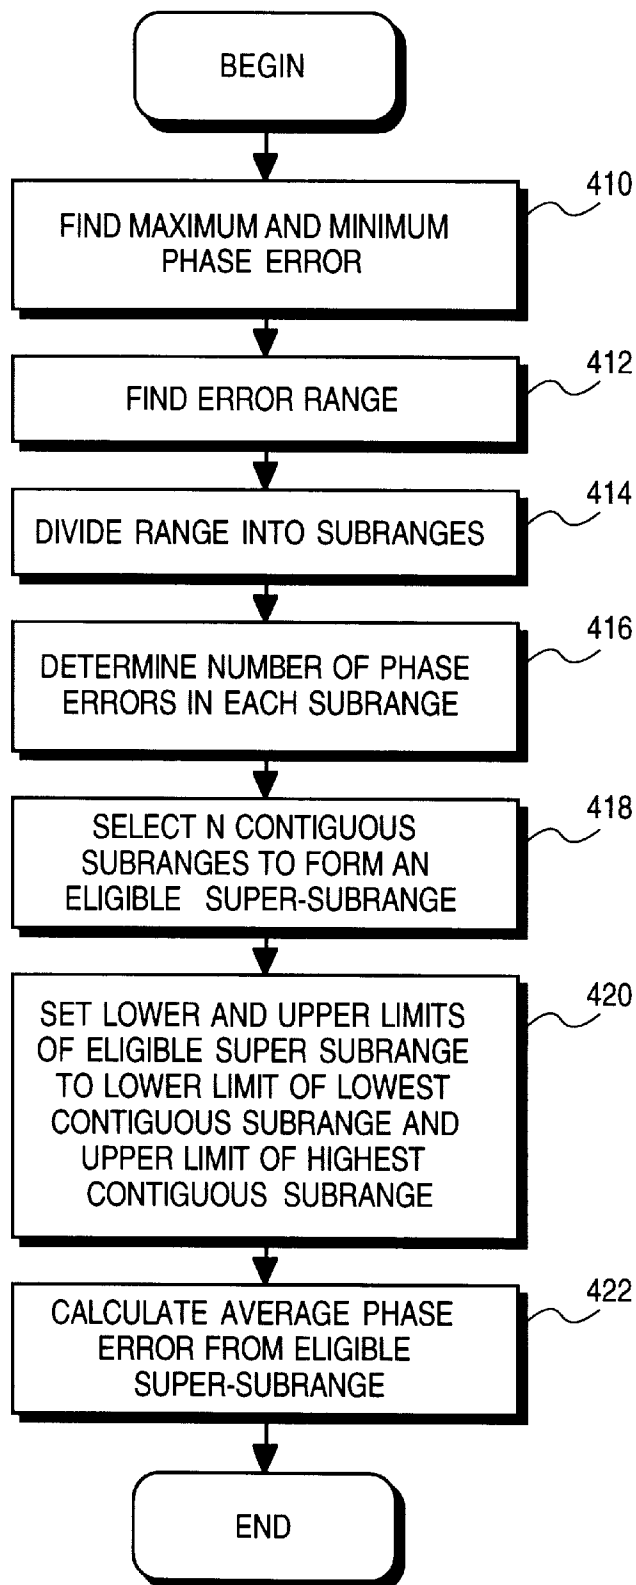 BEGIN
410
FIND MAXIMUM AND MINIMUM
PHASE ERROR
412
FIND ERROR RANGE
414
DIVIDE RANGE INTO SUBRANGES
416
DETERMINE NUMBER OF PHASE
ERRORS IN EACH SUBRANGE
418
SELECT N CONTIGUOUS
SUBRANGES TO FORM AN
ELIGIBLE SUPER-SUBRANGE
420
SET LOWER AND UPPER LIMITS
OF ELIGIBLE SUPER SUBRANGE
TO LOWER LIMIT OF LOWEST
CONTIGUOUS SUBRANGE AND
UPPER LIMIT OF HIGHEST
CONTIGUOUS SUBRANGE
422
CALCULATE AVERAGE PHASE
ERROR FROM ELIGIBLE
SUPER-SUBRANGE
END